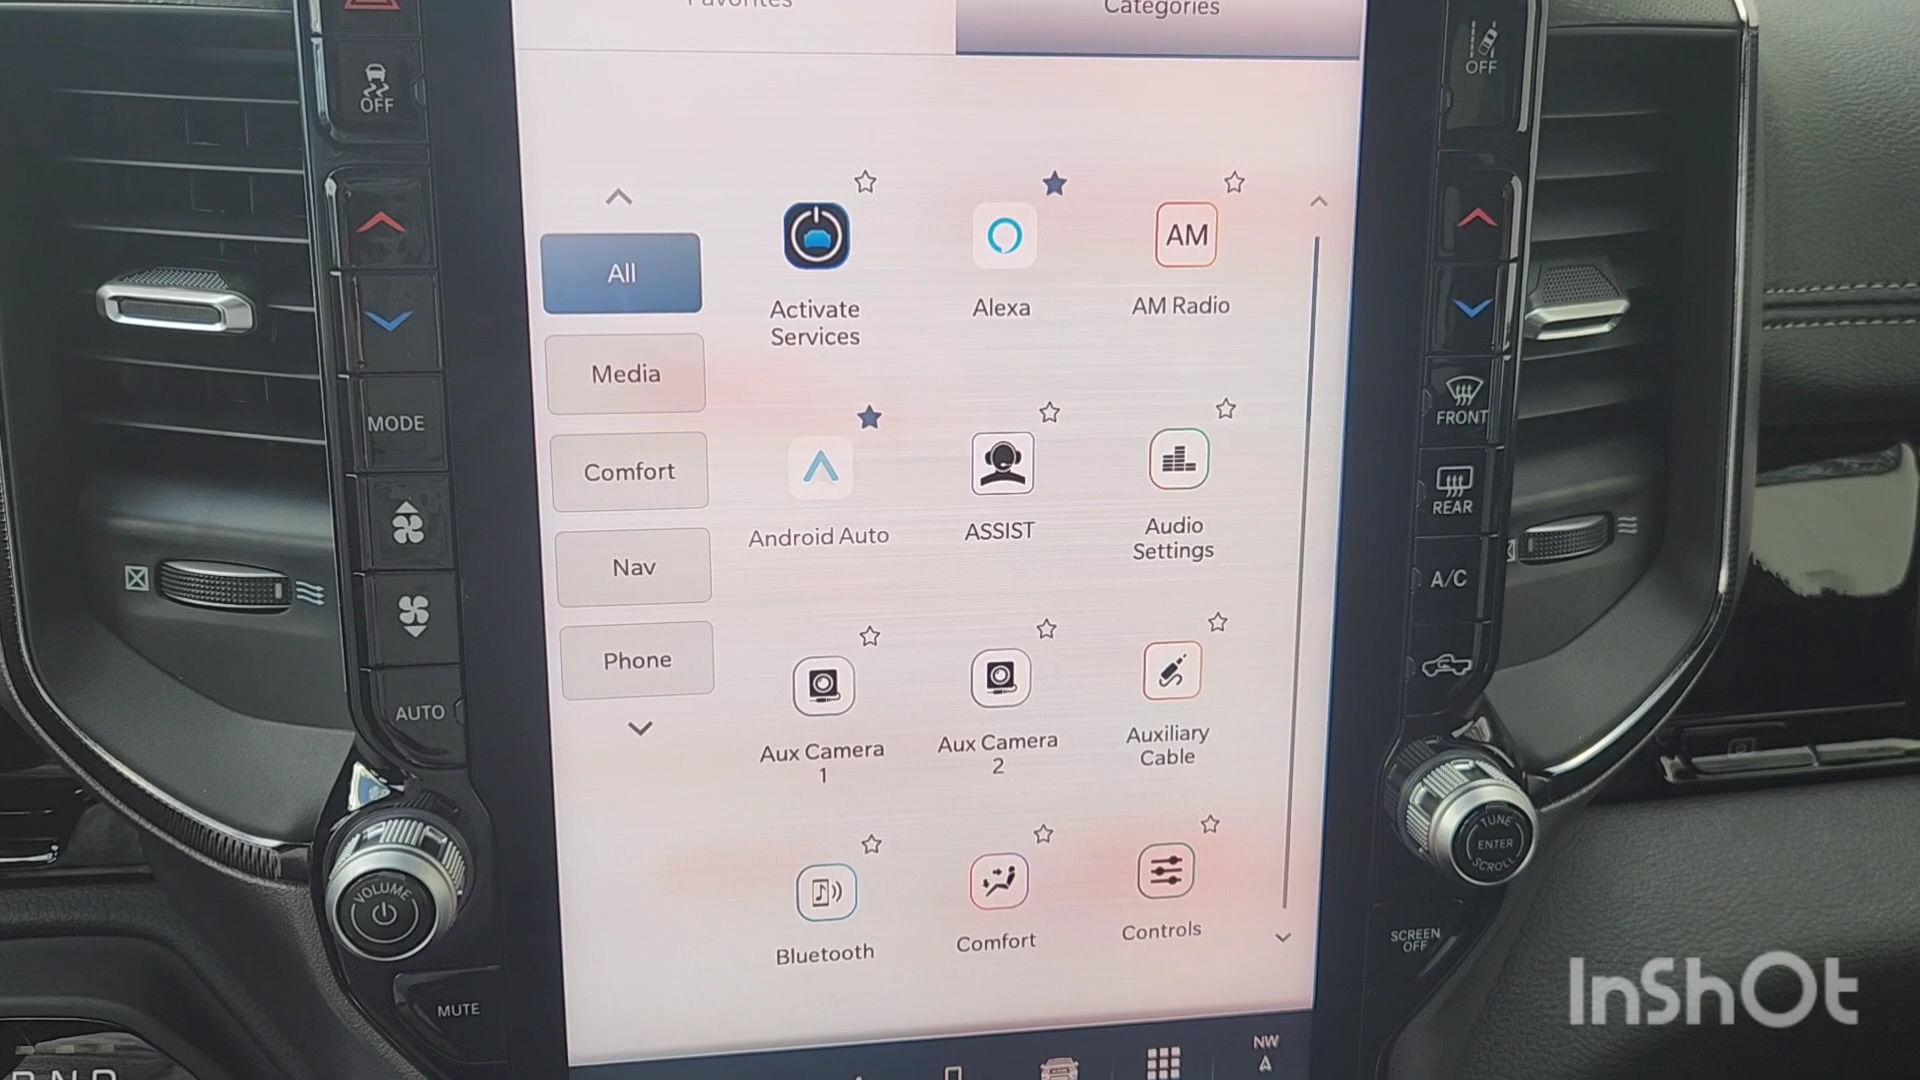 Favorites
Categories
OFF
OFF
All
Activate
Services
Alexa
AM
AM Radio
Media
MODE
FRONT
Comfort
Android Auto
ASSIST
Audio
Settings
REAR
Nav
A/C
Phone
AUTO
Aux Camera
1
Aux Camera
2
Auxiliary
Cable
VOLUME
TUNE
ENTER
SCROLL
Bluetooth
Comfort
Controls
SCREEN
OFF
MUTE
NW
InShOt